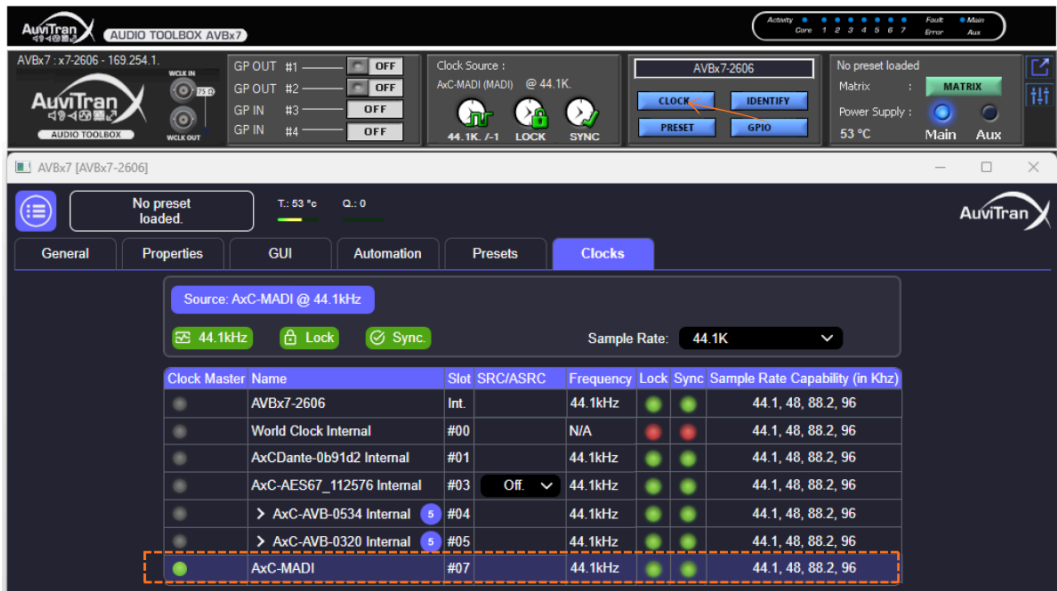 AuviTran
AUDIO TOOLBOX AVBx7
Activity
Core 1 2 3 4 5 6 7
Fault
Error
Main
Aux
AVBx7 : x7-2606 - 169.254.1.
WCLK IN
75 Ω
AuviTran
AUDIO TOOLBOX
WCLK OUT
GP OUT #1 OFF
GP OUT #2 OFF
GP IN #3 OFF
GP IN #4 OFF
Clock Source :
AxC-MADI (MADI) @ 44.1K.
44.1K. /-1 LOCK SYNC
AVBx7-2606
CLOCK IDENTIFY
PRESET GPIO
No preset loaded
Matrix : MATRIX
Power Supply :
53 °C Main Aux
AVBx7 [AVBx7-2606]
No preset
loaded.
T.: 53 °c Q.: 0
AuviTran
General Properties GUI Automation Presets Clocks
Source: AxC-MADI @ 44.1kHz
44.1kHz Lock Sync. Sample Rate: 44.1K
Clock Master Name Slot SRC/ASRC Frequency Lock Sync Sample Rate Capability (in Khz)
AVBx7-2606 Int. 44.1kHz 44.1, 48, 88.2, 96
World Clock Internal #00 N/A 44.1, 48, 88.2, 96
AxCDante-0b91d2 Internal #01 44.1kHz 44.1, 48, 88.2, 96
AxC-AES67_112576 Internal #03 Off. 44.1kHz 44.1, 48, 88.2, 96
> AxC-AVB-0534 Internal 5 #04 44.1kHz 44.1, 48, 88.2, 96
> AxC-AVB-0320 Internal 5 #05 44.1kHz 44.1, 48, 88.2, 96
AxC-MADI #07 44.1kHz 44.1, 48, 88.2, 96